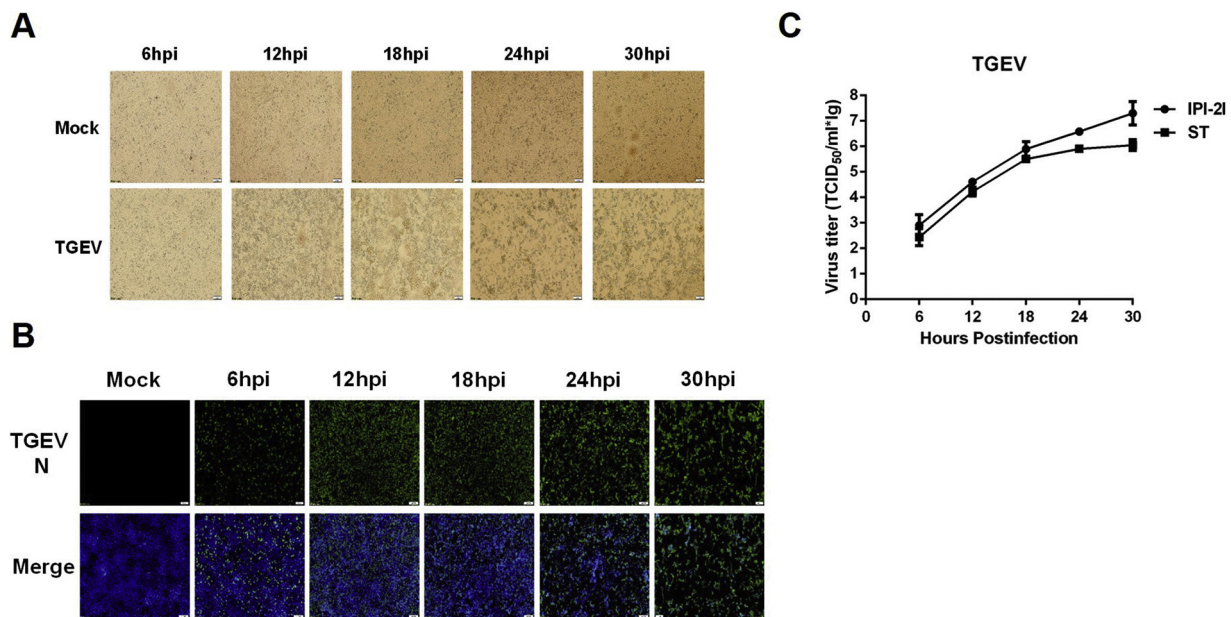 A
6hpi 12hpi 18hpi 24hpi 30hpi
Mock
TGEV
B
Mock 6hpi 12hpi 18hpi 24hpi 30hpi
TGEV
N
Merge
C
TGEV
IPI-2I
ST
Virus titer (TCID50/ml*lg)
8
7
6
5
4
3
2
1
0
0 6 12 18 24 30
Hours Postinfection